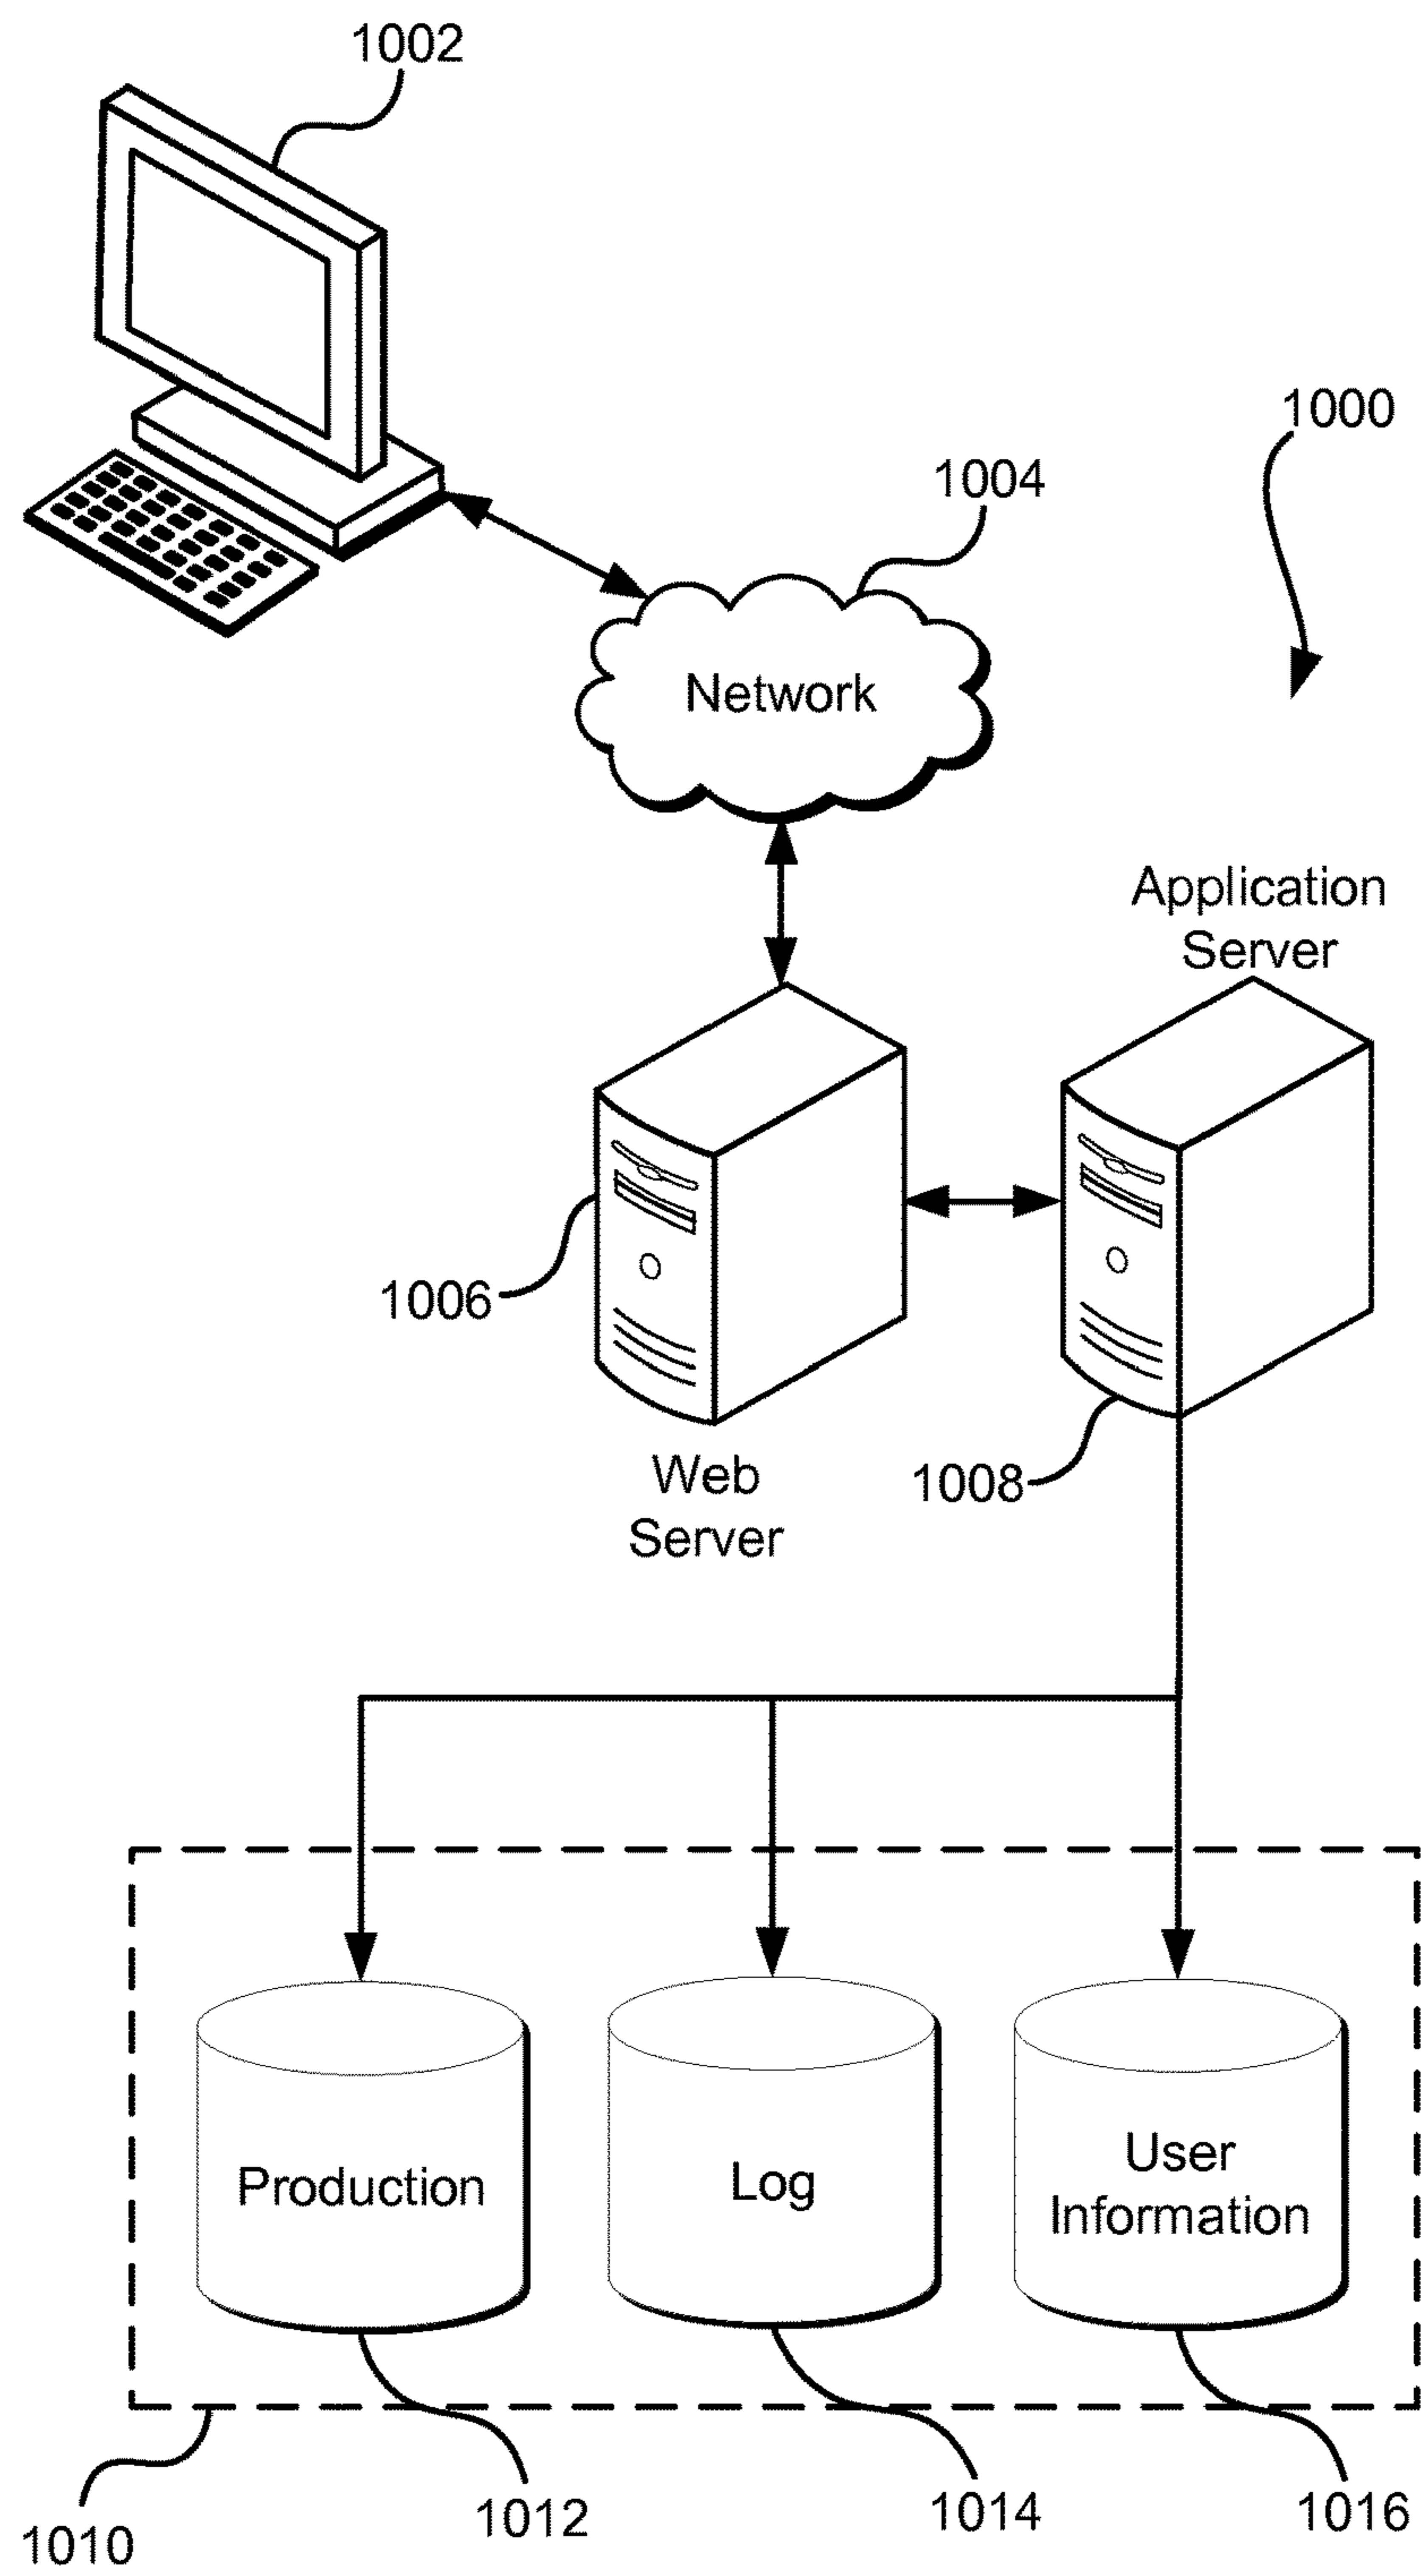 1002
1000
1004
Network
Application
Server
1006
Web
Server
1008
Production
Log
User
Information
1010
1012
1014
1016